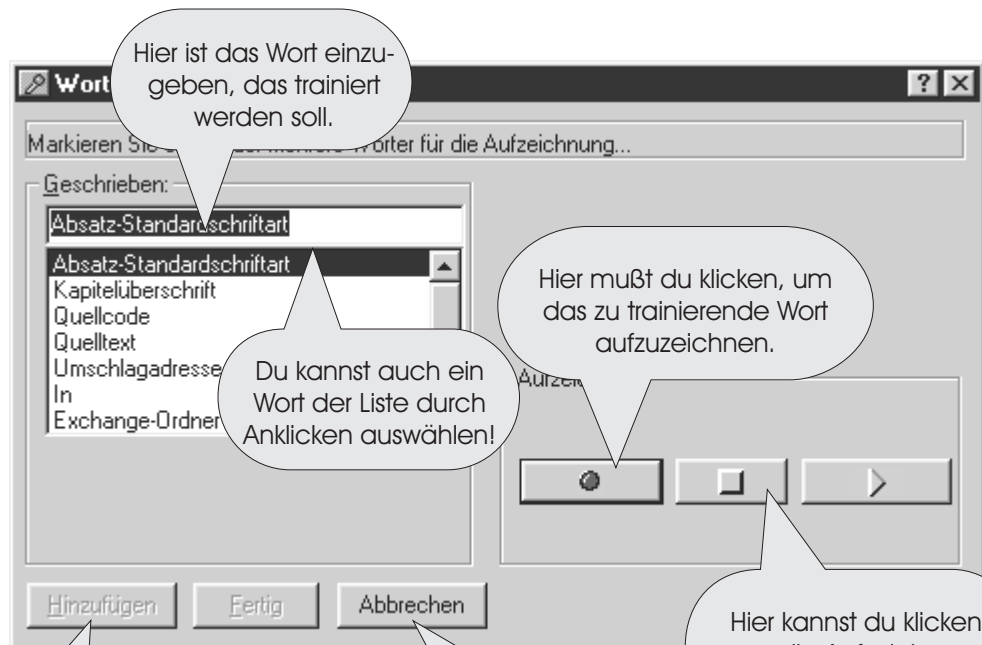 Hier ist das Wort einzu-
geben, das trainiert
werden soll.
Wort
Markieren Sie Wörter für die Aufzeichnung...
Geschrieben:
Absatz-Standardschriftart
Absatz-Standardschriftart
Kapitelüberschrift
Quellcode
Quelltext
Umschlagadresse
In
Exchange-Ordner
Du kannst auch ein
Wort der Liste durch
Anklicken auswählen!
Hier mußt du klicken, um
das zu trainierende Wort
aufzuzeichnen.
Hinzufügen
Fertig
Abbrechen
Hier kannst du klicken